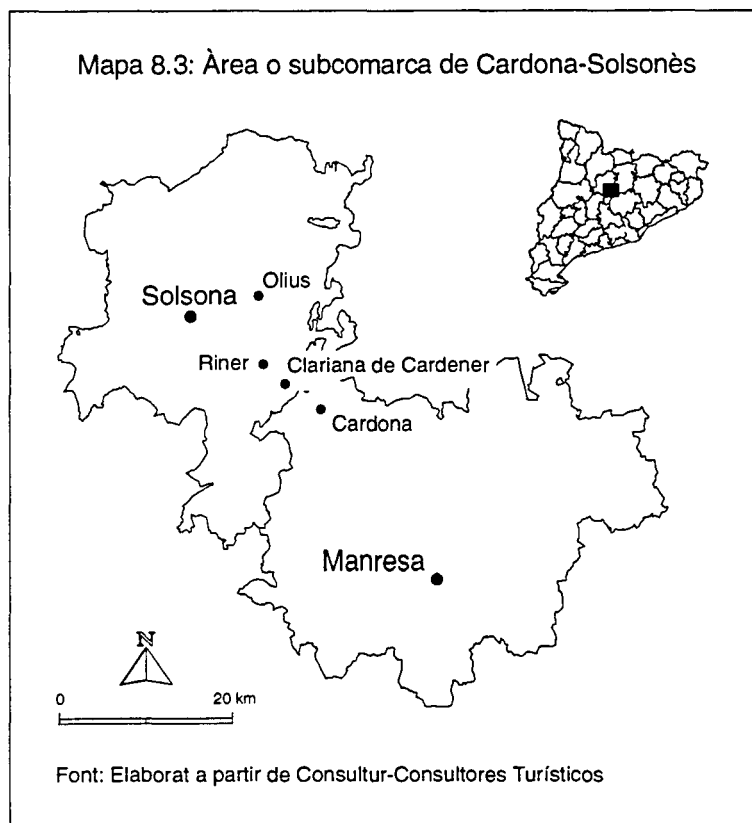 Mapa 8.3: Àrea o subcomarca de Cardona-Solsonès
Olius
Solsona
Riner
Clariana de Cardener
Cardona
Manresa
N
0 20 km
Font: Elaborat a partir de Consultur-Consultores Turísticos